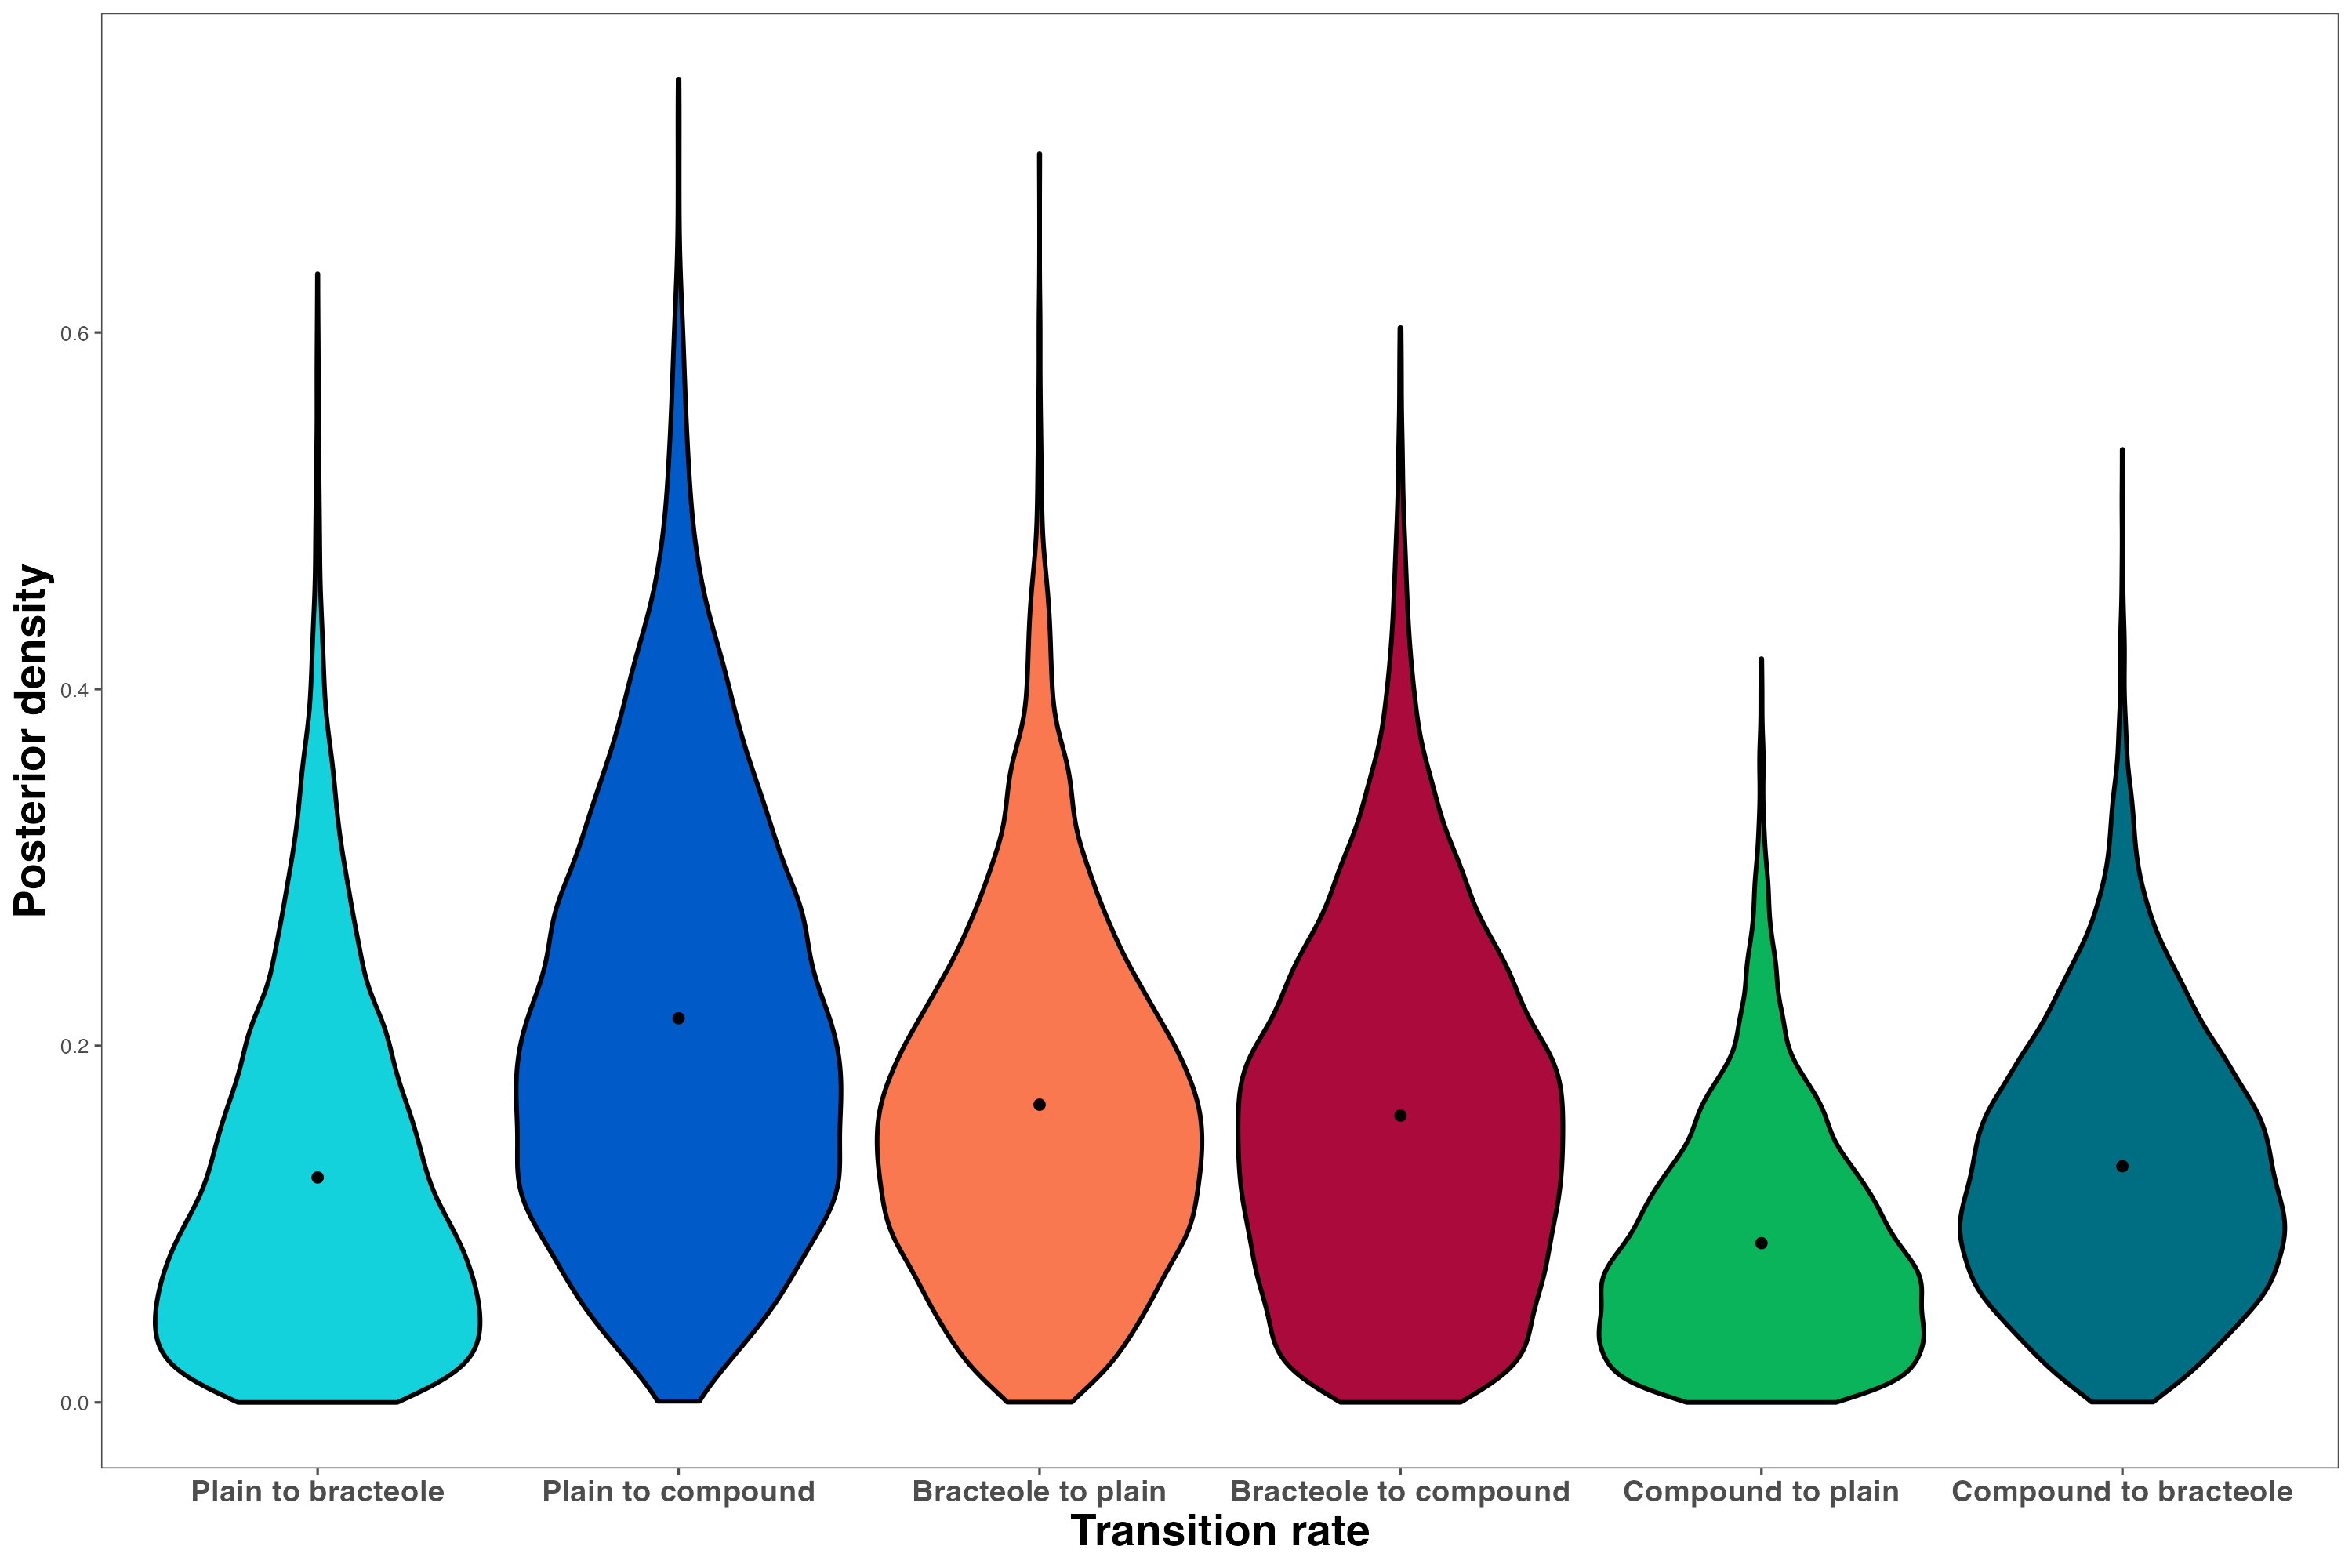 Posterior density
0.6
0.4
0.2
0.0
Plain to bracteole
Plain to compound
Bracteole to plain
Bracteole to compound
Compound to plain
Compound to bracteole
Transition rate